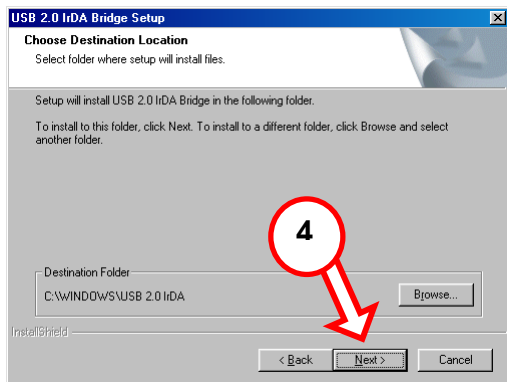 USB 2.0 IrDA Bridge Setup
Choose Destination Location
Select folder where setup will install files.
Setup will install USB 2.0 IrDA Bridge in the following folder.
To install to this folder, click Next. To install to a different folder, click Browse and select
another folder.
4
Destination Folder
C:\WINDOWS\USB 2.0 IrDA
Browse...
InstallShield
< Back
Next >
Cancel